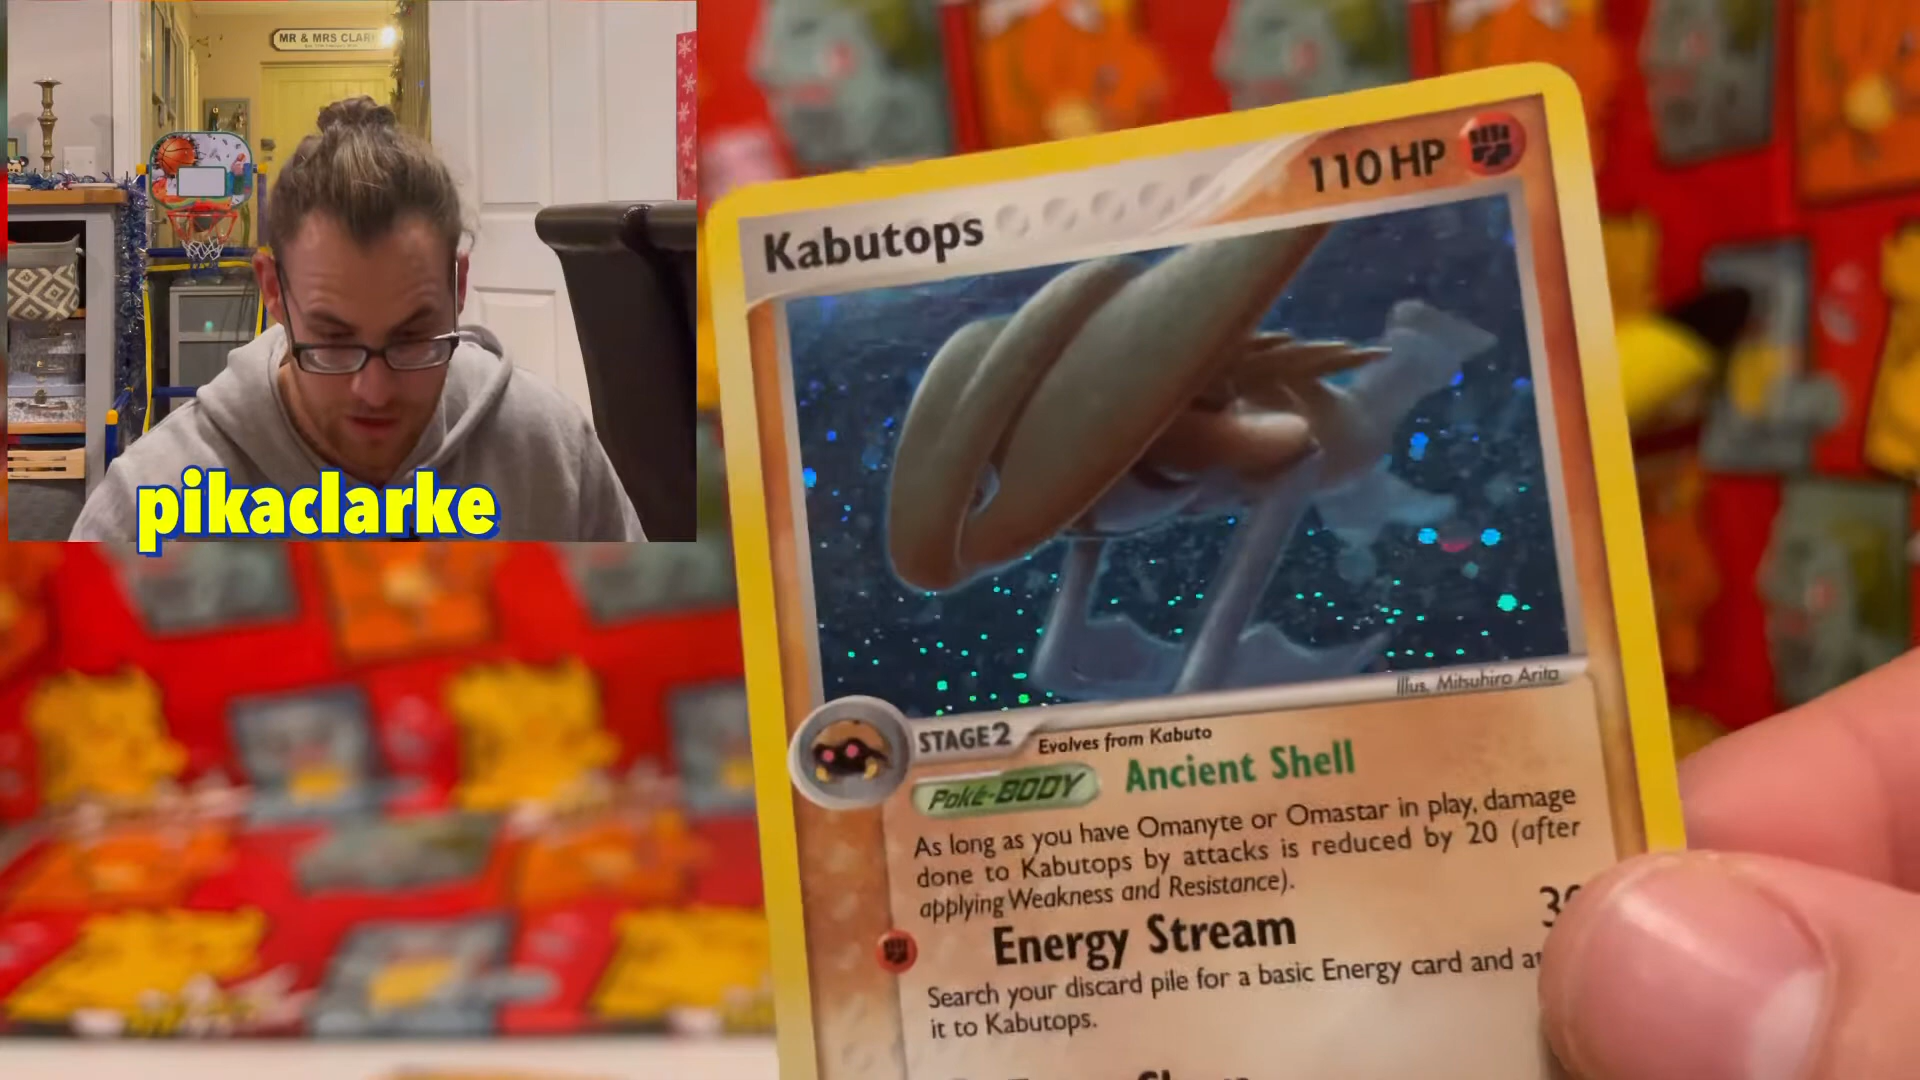 MR & MRS CLARK
pikaclarke
Kabutops
110 HP
Illus. Mitsuhiro Arita
STAGE 2
Evolves from Kabuto
Poké-BODY Ancient Shell
As long as you have Omanyte or Omastar in play, damage
done to Kabutops by attacks is reduced by 20 (after
applying Weakness and Resistance).
Energy Stream
Search your discard pile for a basic Energy card and
it to Kabutops.